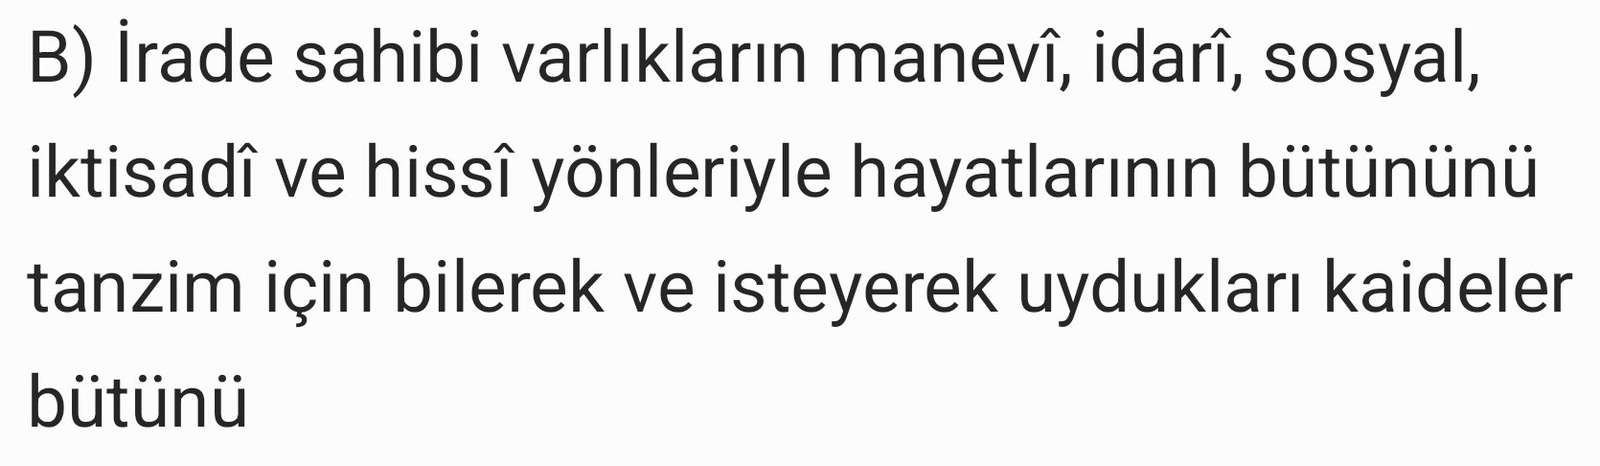 B) İrade sahibi varlıkların manevî, idarî, sosyal,
iktisadî ve hissî yönleriyle hayatlarının bütününü
tanzim için bilerek ve isteyerek uydukları kaideler
bütünü